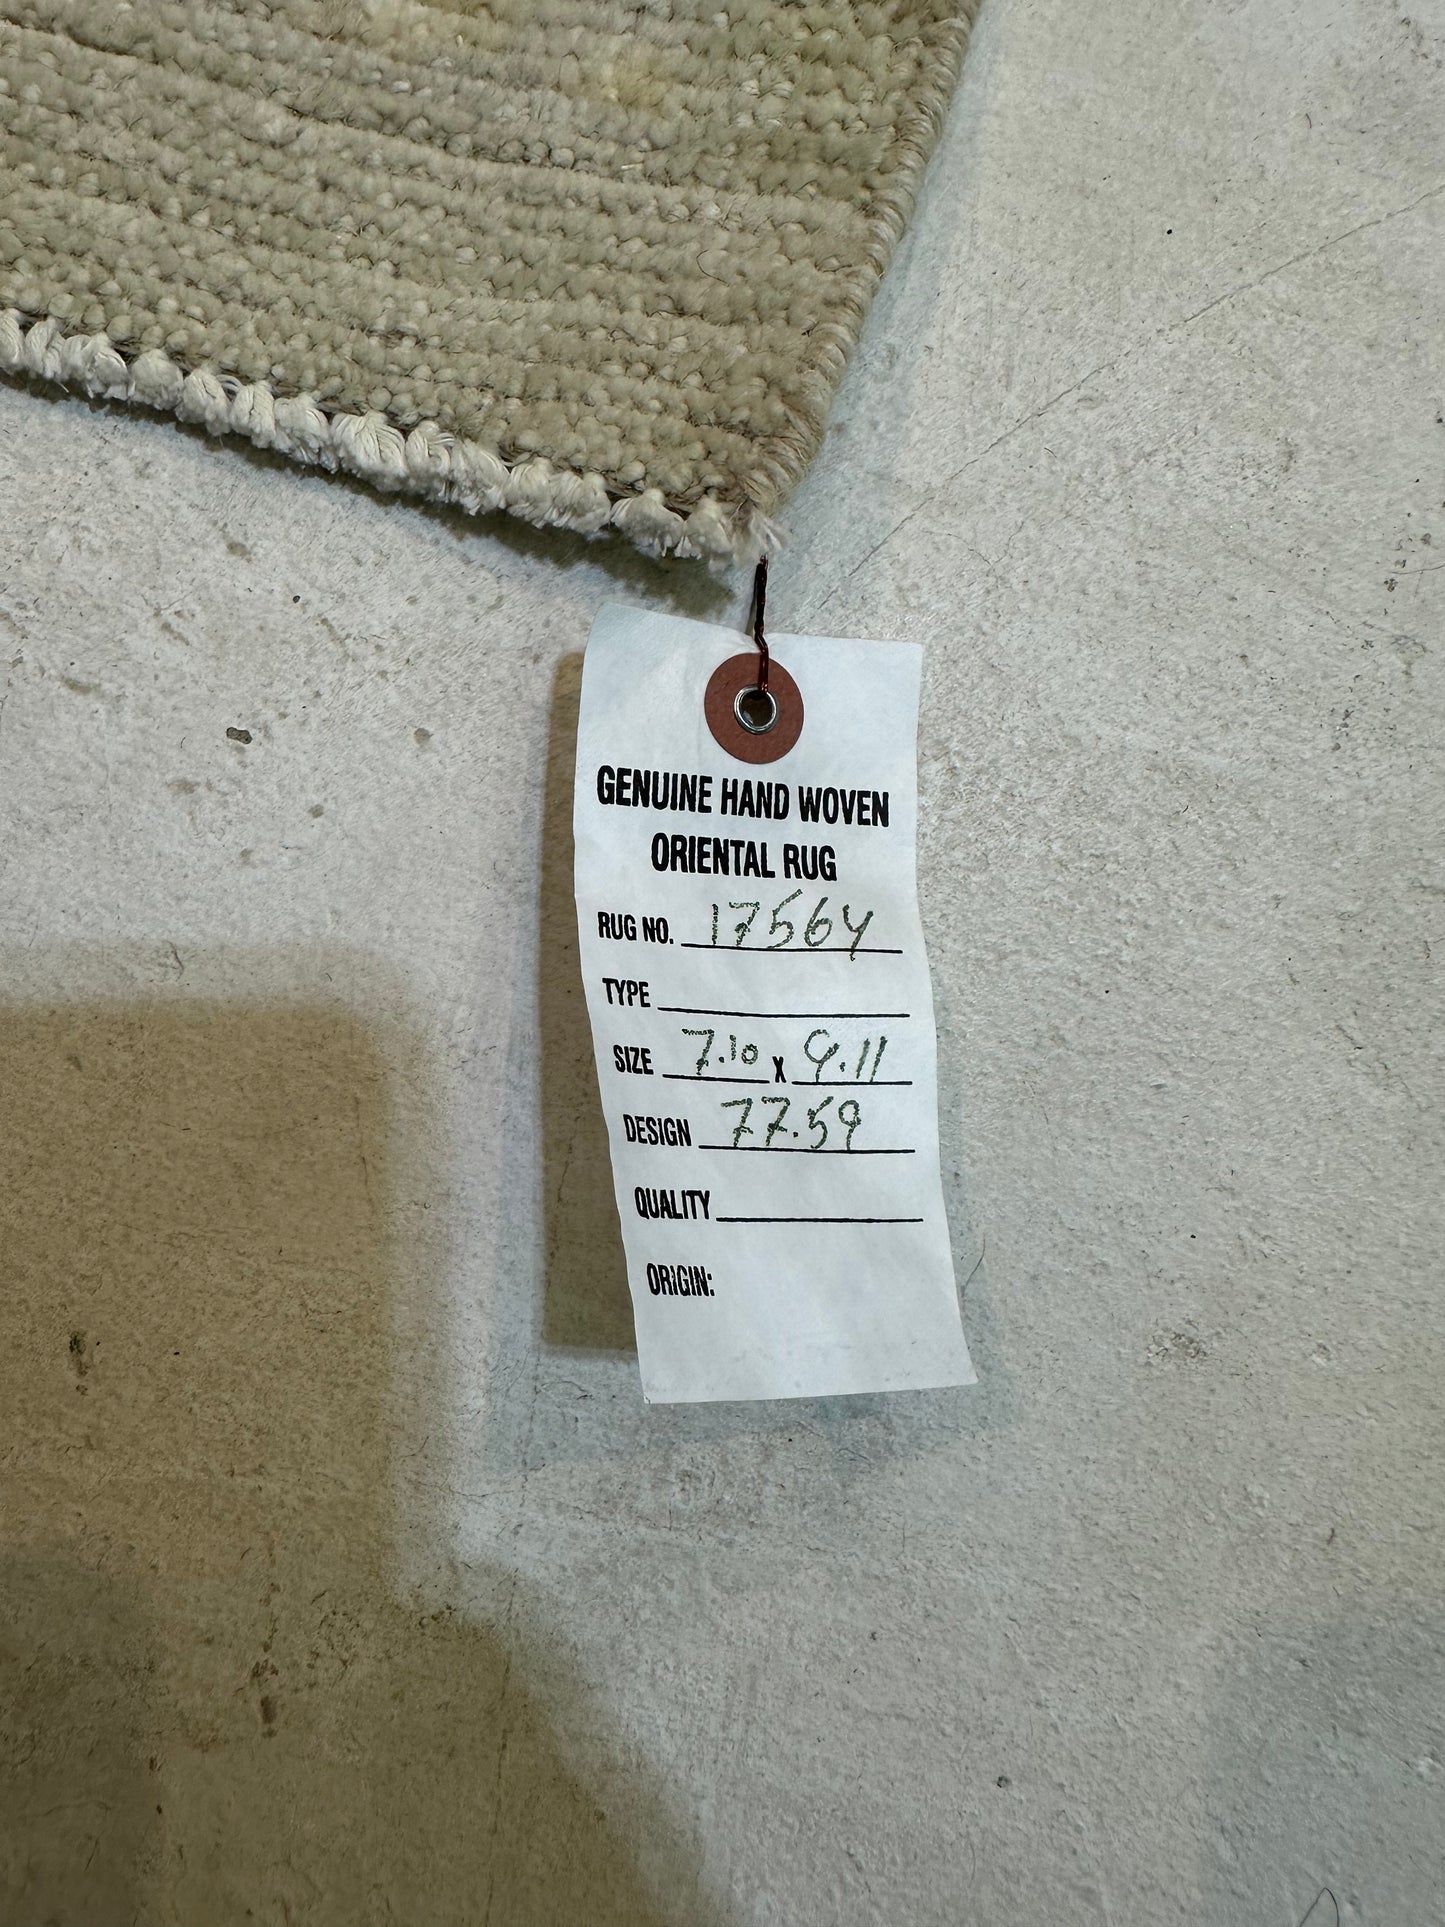 GENUINE HAND WOVEN
ORIENTAL RUG
RUG NO. 17564
TYPE
SIZE 7.10 x 9.11
DESIGN 77.59
QUALITY
ORIGIN: